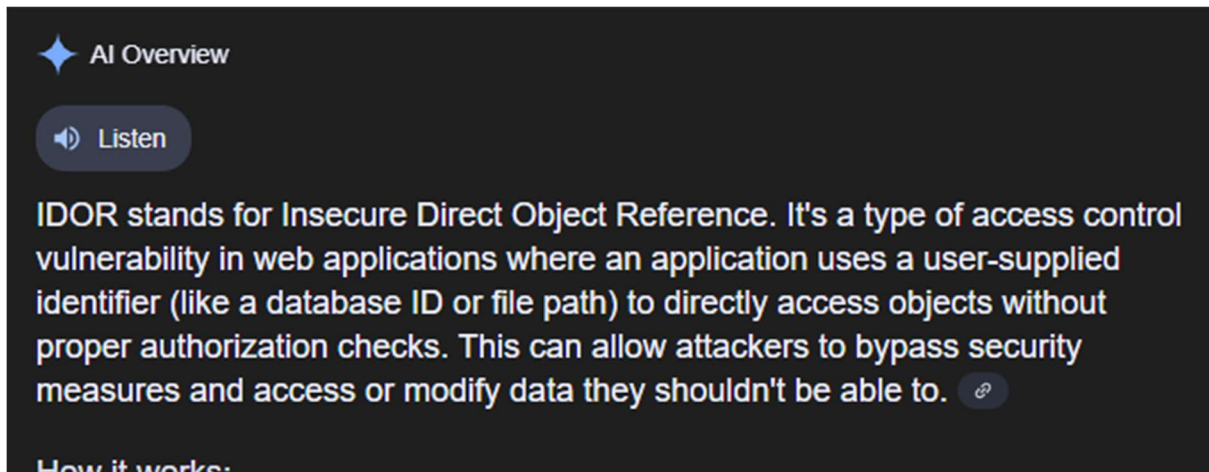 AI Overview
Listen
IDOR stands for Insecure Direct Object Reference. It's a type of access control
vulnerability in web applications where an application uses a user-supplied
identifier (like a database ID or file path) to directly access objects without
proper authorization checks. This can allow attackers to bypass security
measures and access or modify data they shouldn't be able to.
How it works: